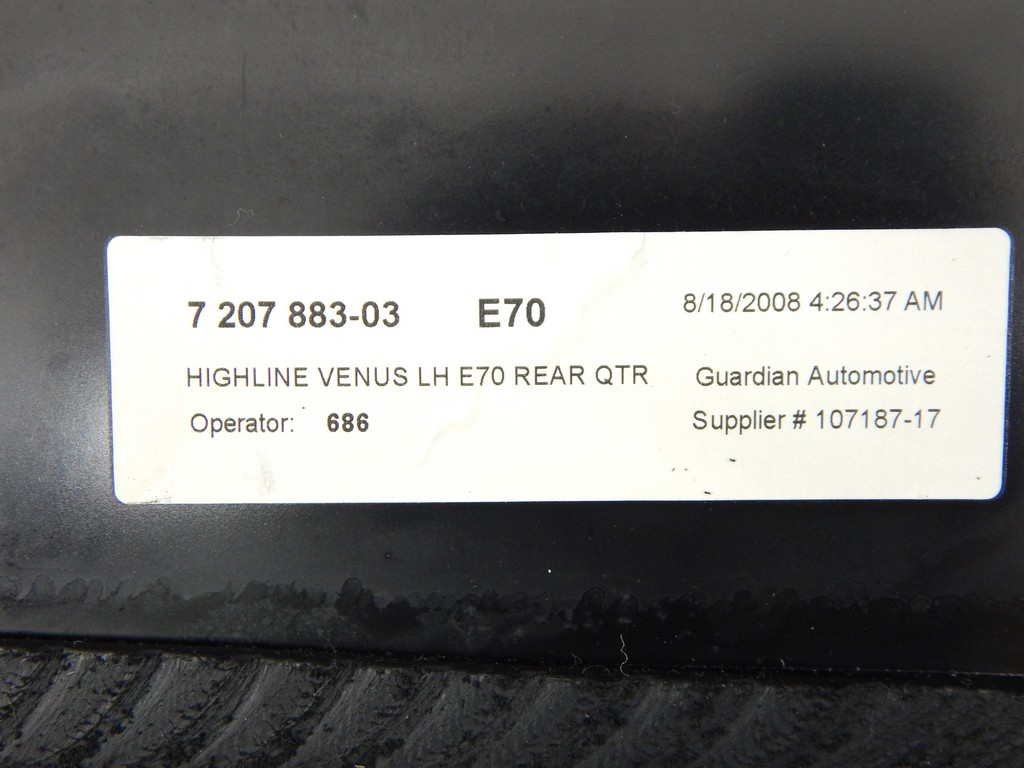 7 207 883-03 E70 8/18/2008 4:26:37 AM
HIGHLINE VENUS LH E70 REAR QTR Guardian Automotive
Operator: 686 Supplier # 107187-17